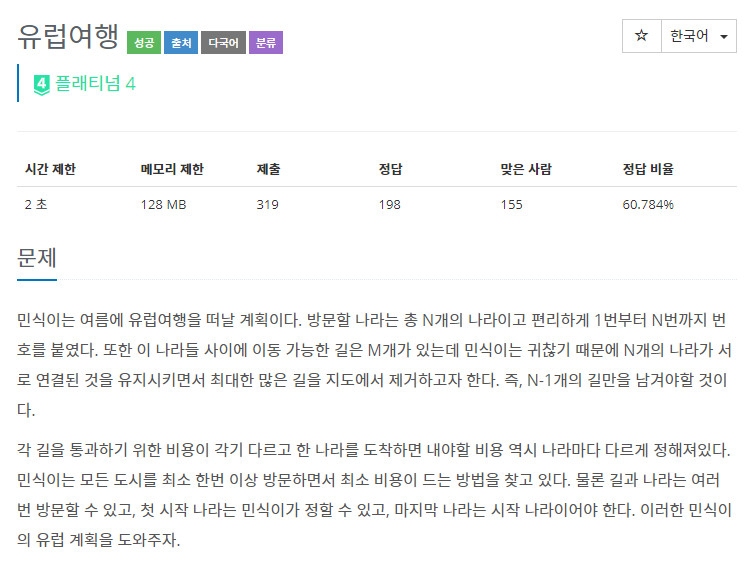 유럽여행 성공 출처 다국어 분류 ☆ 한국어
4 플래티넘 4
시간 제한 메모리 제한 제출 정답 맞은 사람 정답 비율
2 초 128 MB 319 198 155 60.784%
문제
민식이는 여름에 유럽여행을 떠날 계획이다. 방문할 나라는 총 N개의 나라이고 편리하게 1번부터 N번까지 번
호를 붙였다. 또한 이 나라들 사이에 이동 가능한 길은 M개가 있는데 민식이는 귀찮기 때문에 N개의 나라가 서
로 연결된 것을 유지시키면서 최대한 많은 길을 지도에서 제거하고자 한다. 즉, N-1개의 길만을 남겨야할 것이
다.
각 길을 통과하기 위한 비용이 각기 다르고 한 나라를 도착하면 내야할 비용 역시 나라마다 다르게 정해져있다.
민식이는 모든 도시를 최소 한번 이상 방문하면서 최소 비용이 드는 방법을 찾고 있다. 물론 길과 나라는 여러
번 방문할 수 있고, 첫 시작 나라는 민식이가 정할 수 있고, 마지막 나라는 시작 나라이어야 한다. 이러한 민식이
의 유럽 계획을 도와주자.